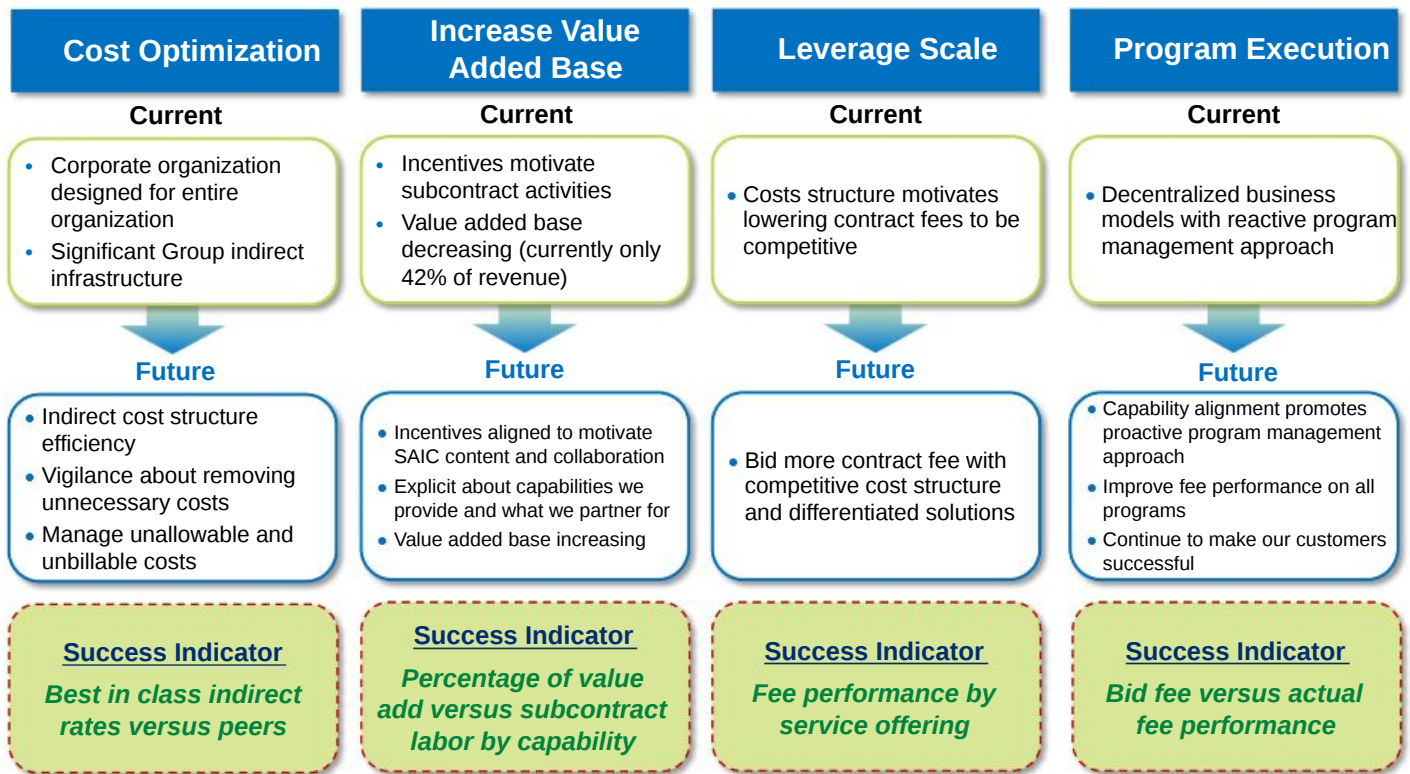 Cost Optimization
Current
• Corporate organization
designed for entire
organization
• Significant Group indirect
infrastructure
Future
• Indirect cost structure
efficiency
• Vigilance about removing
unnecessary costs
• Manage unallowable and
unbillable costs
Success Indicator
Best in class indirect
rates versus peers
Increase Value
Added Base
Current
• Incentives motivate
subcontract activities
• Value added base
decreasing (currently only
42% of revenue)
Future
• Incentives aligned to motivate
SAIC content and collaboration
• Explicit about capabilities we
provide and what we partner for
• Value added base increasing
Success Indicator
Percentage of value
add versus subcontract
labor by capability
Leverage Scale
Current
• Costs structure motivates
lowering contract fees to be
competitive
Future
• Bid more contract fee with
competitive cost structure
and differentiated solutions
Success Indicator
Fee performance by
service offering
Program Execution
Current
• Decentralized business
models with reactive program
management approach
Future
• Capability alignment promotes
proactive program management
approach
• Improve fee performance on all
programs
• Continue to make our customers
successful
Success Indicator
Bid fee versus actual
fee performance